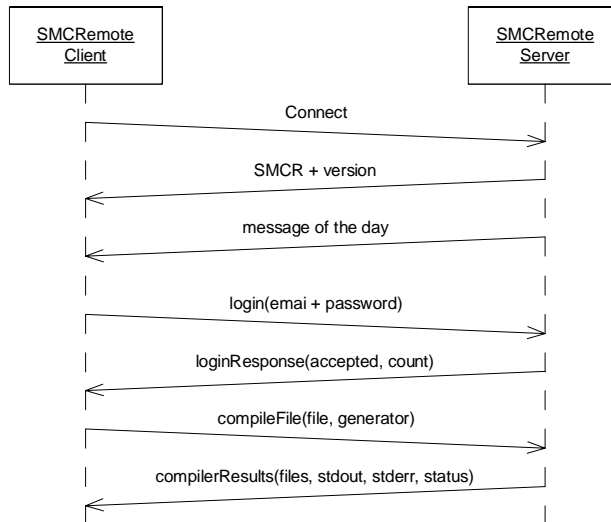 SMCRemote
Client
SMCRemote
Server
Connect
SMCR + version
message of the day
login(emai + password)
loginResponse(accepted, count)
compileFile(file, generator)
compilerResults(files, stdout, stderr, status)